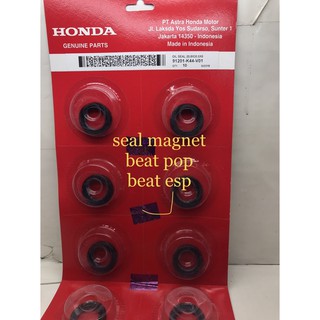 HONDA
GENUINE PARTS
PT Astra Honda Motor
Jl. Laksda Yos Sudarso, Sunter 1
Jakarta 14350 - Indonesia
Made in Indonesia
91201-K44-V01
10
seal magnet
beat pop
beat esp